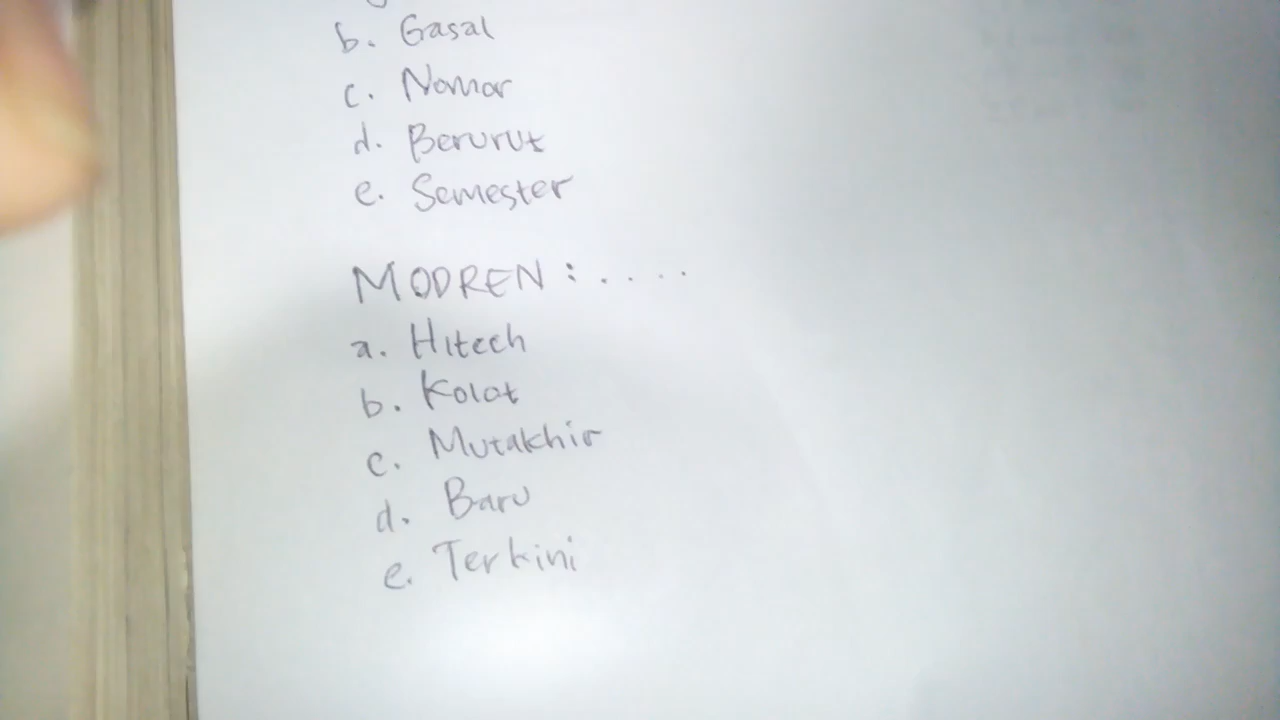 b. Gasal
c. Nomor
d. Berurut
e. Semester
MODREN : ....
a. Hitech
b. Kolot
c. Mutakhir
d. Baru
e. Terkini